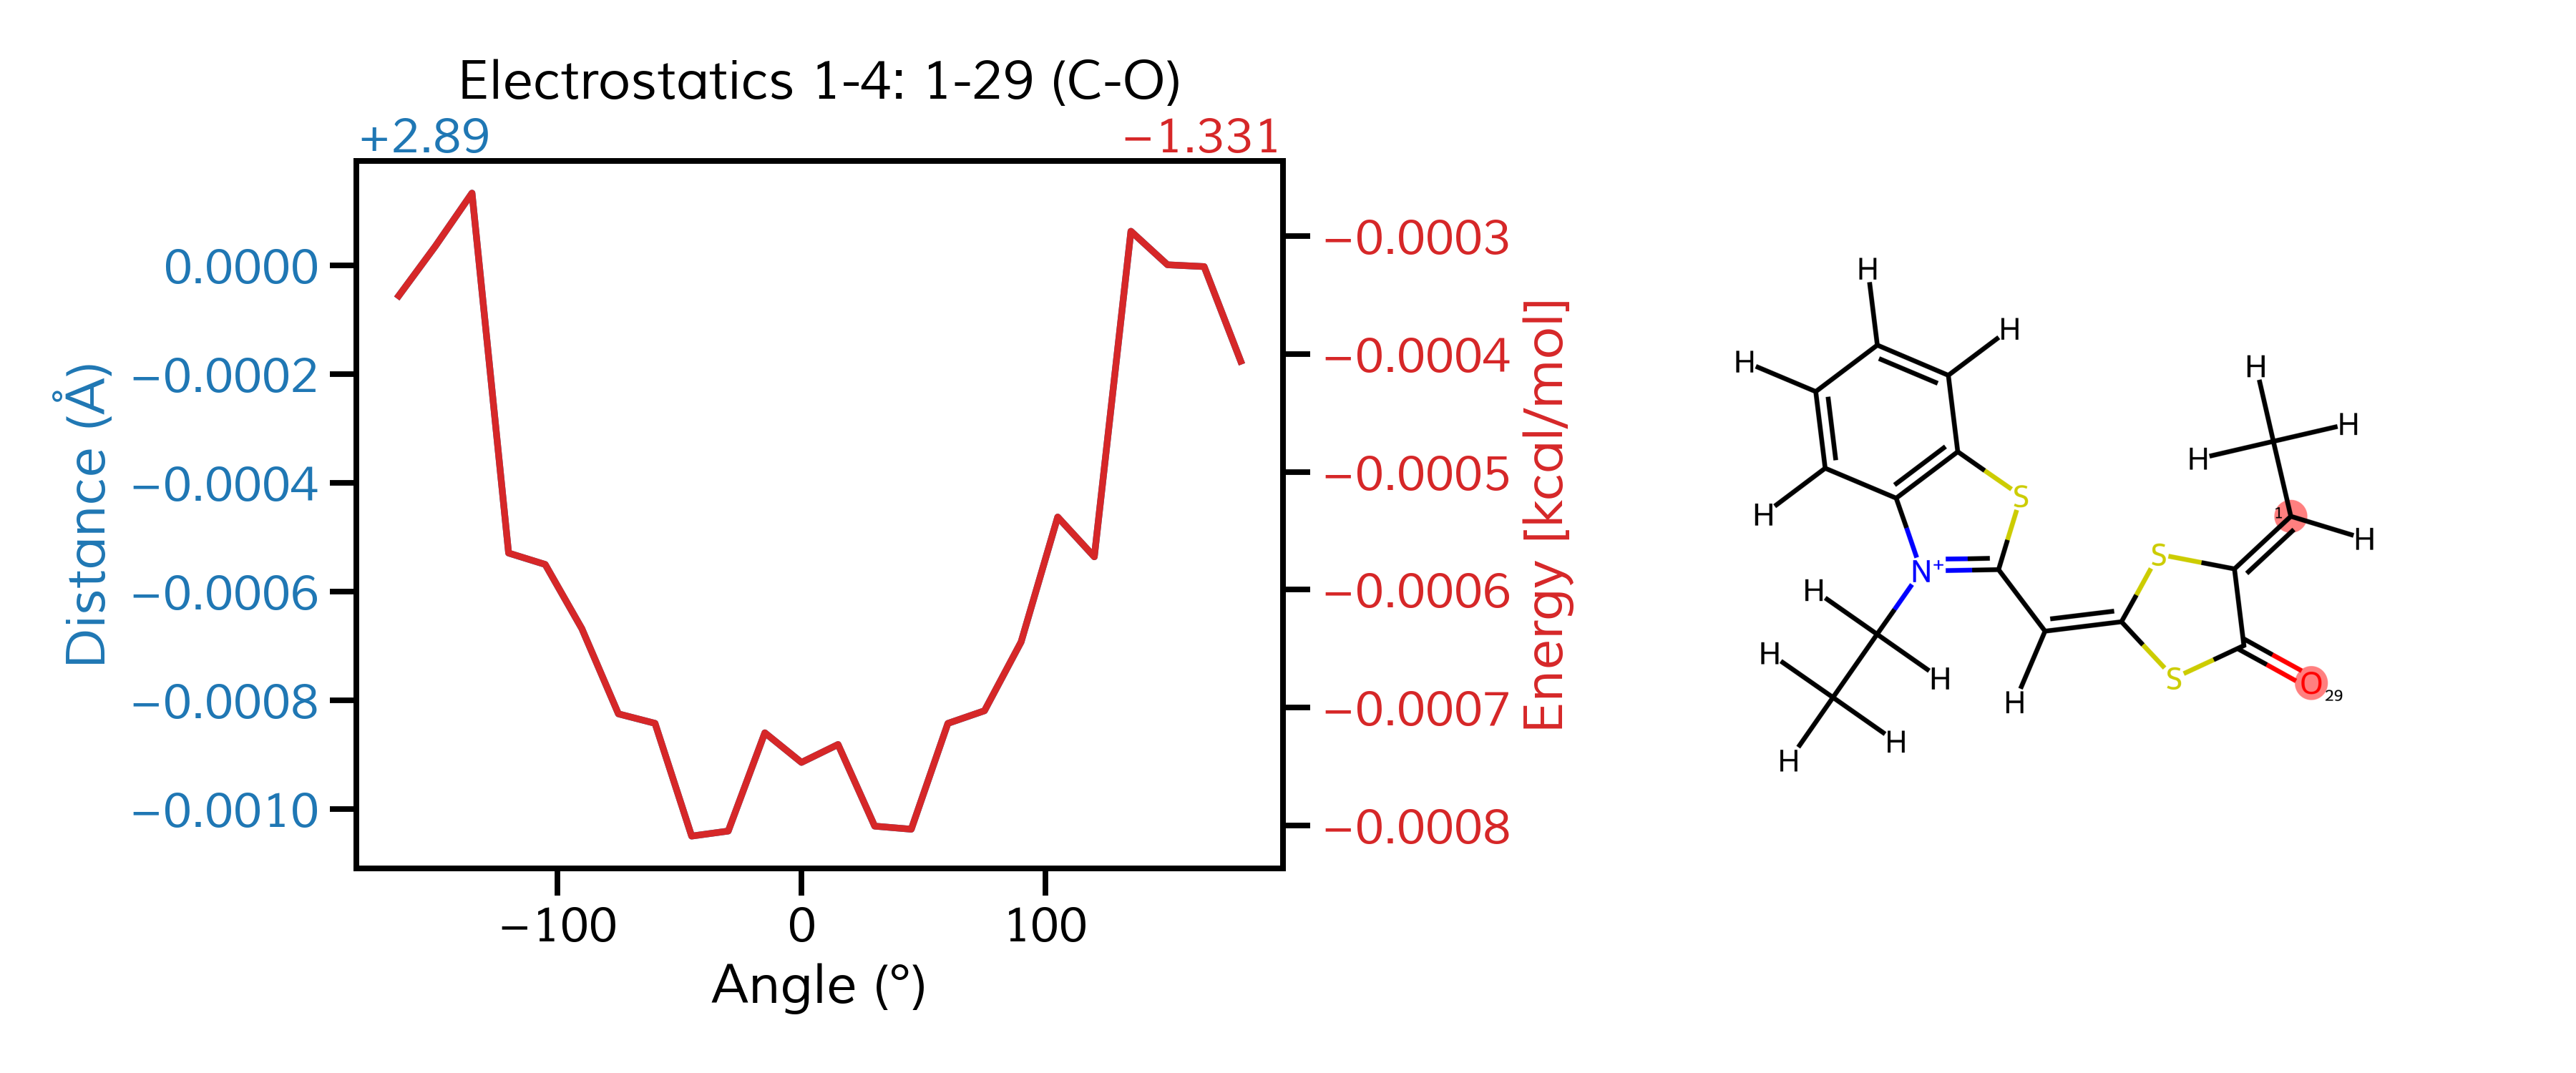 Electrostatics 1-4: 1-29 (C-O)
+2.89
−1.331
Distance (Å)
0.0000
−0.0002
−0.0004
−0.0006
−0.0008
−0.0010
−100
0
100
Angle (°)
−0.0003
−0.0004
−0.0005
−0.0006
−0.0007
−0.0008
Energy [kcal/mol]
H
H
H
H
H
H
H
S
1
H
S
N+
H
H
H
H
S
O
29
H
H
H